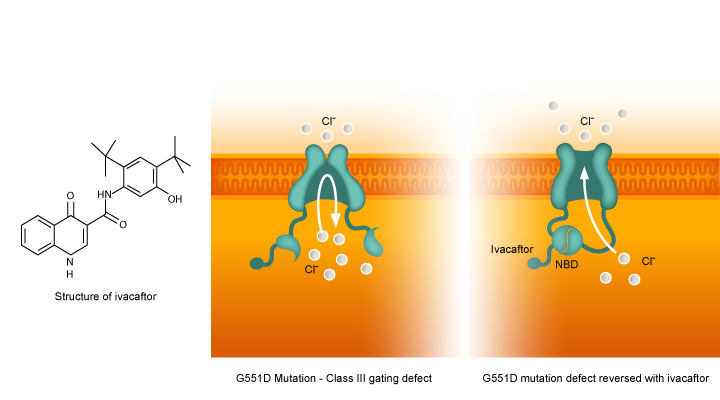 O
HN
O
OH
N
H
Structure of ivacaftor
Cl⁻
Cl⁻
G551D Mutation - Class III gating defect
Cl⁻
Ivacaftor
NBD
Cl⁻
G551D mutation defect reversed with ivacaftor